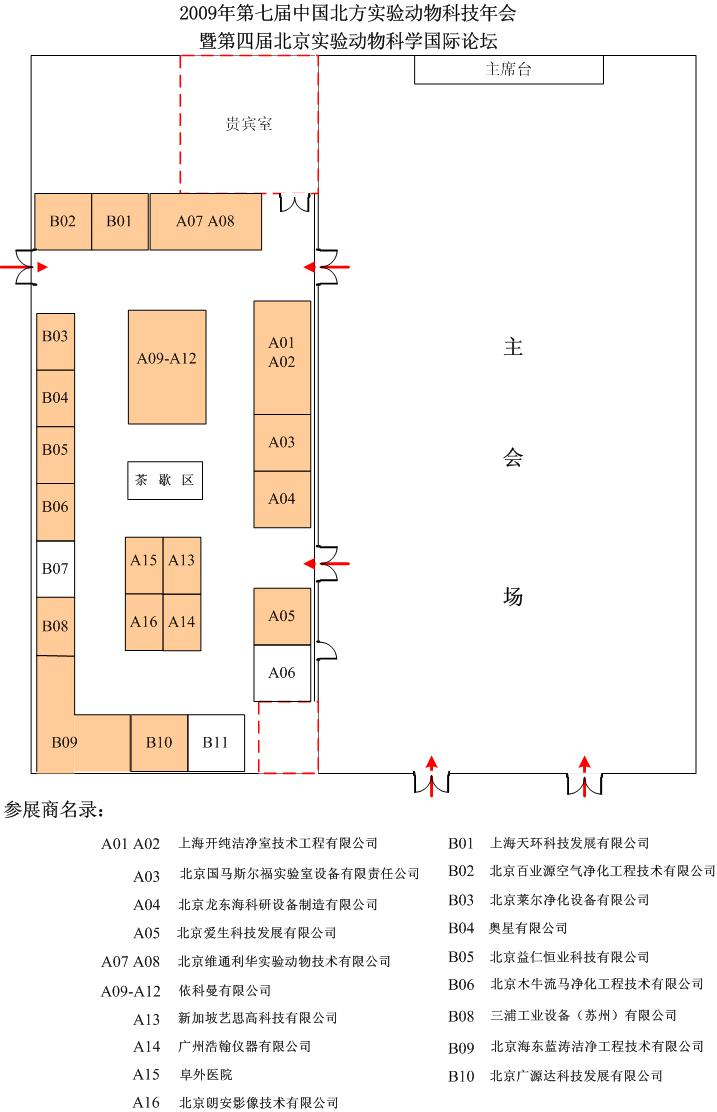 2009年第七届中国北方实验动物科技年会
暨第四届北京实验动物科学国际论坛
主席台
贵宾室
B02 B01 A07 A08
B03
A09-A12
A01
A02
主
B04
B05
A03
会
茶 歇 区
B06
A04
B07
A15 A13
场
B08
A16 A14
A05
A06
B09 B10 B11
参展商名录：
A01 A02 上海开纯洁净室技术工程有限公司
A03 北京国马斯尔福实验室设备有限责任公司
A04 北京龙东海科研设备制造有限公司
A05 北京爱生科技发展有限公司
A07 A08 北京维通利华实验动物技术有限公司
A09-A12 依科曼有限公司
A13 新加坡艺思高科技有限公司
A14 广州浩翰仪器有限公司
A15 阜外医院
A16 北京朗安影像技术有限公司
B01 上海天环科技发展有限公司
B02 北京百业源空气净化工程技术有限公司
B03 北京莱尔净化设备有限公司
B04 奥星有限公司
B05 北京益仁恒业科技有限公司
B06 北京木牛流马净化工程技术有限公司
B08 三浦工业设备（苏州）有限公司
B09 北京海东蓝涛洁净工程技术有限公司
B10 北京广源达科技发展有限公司